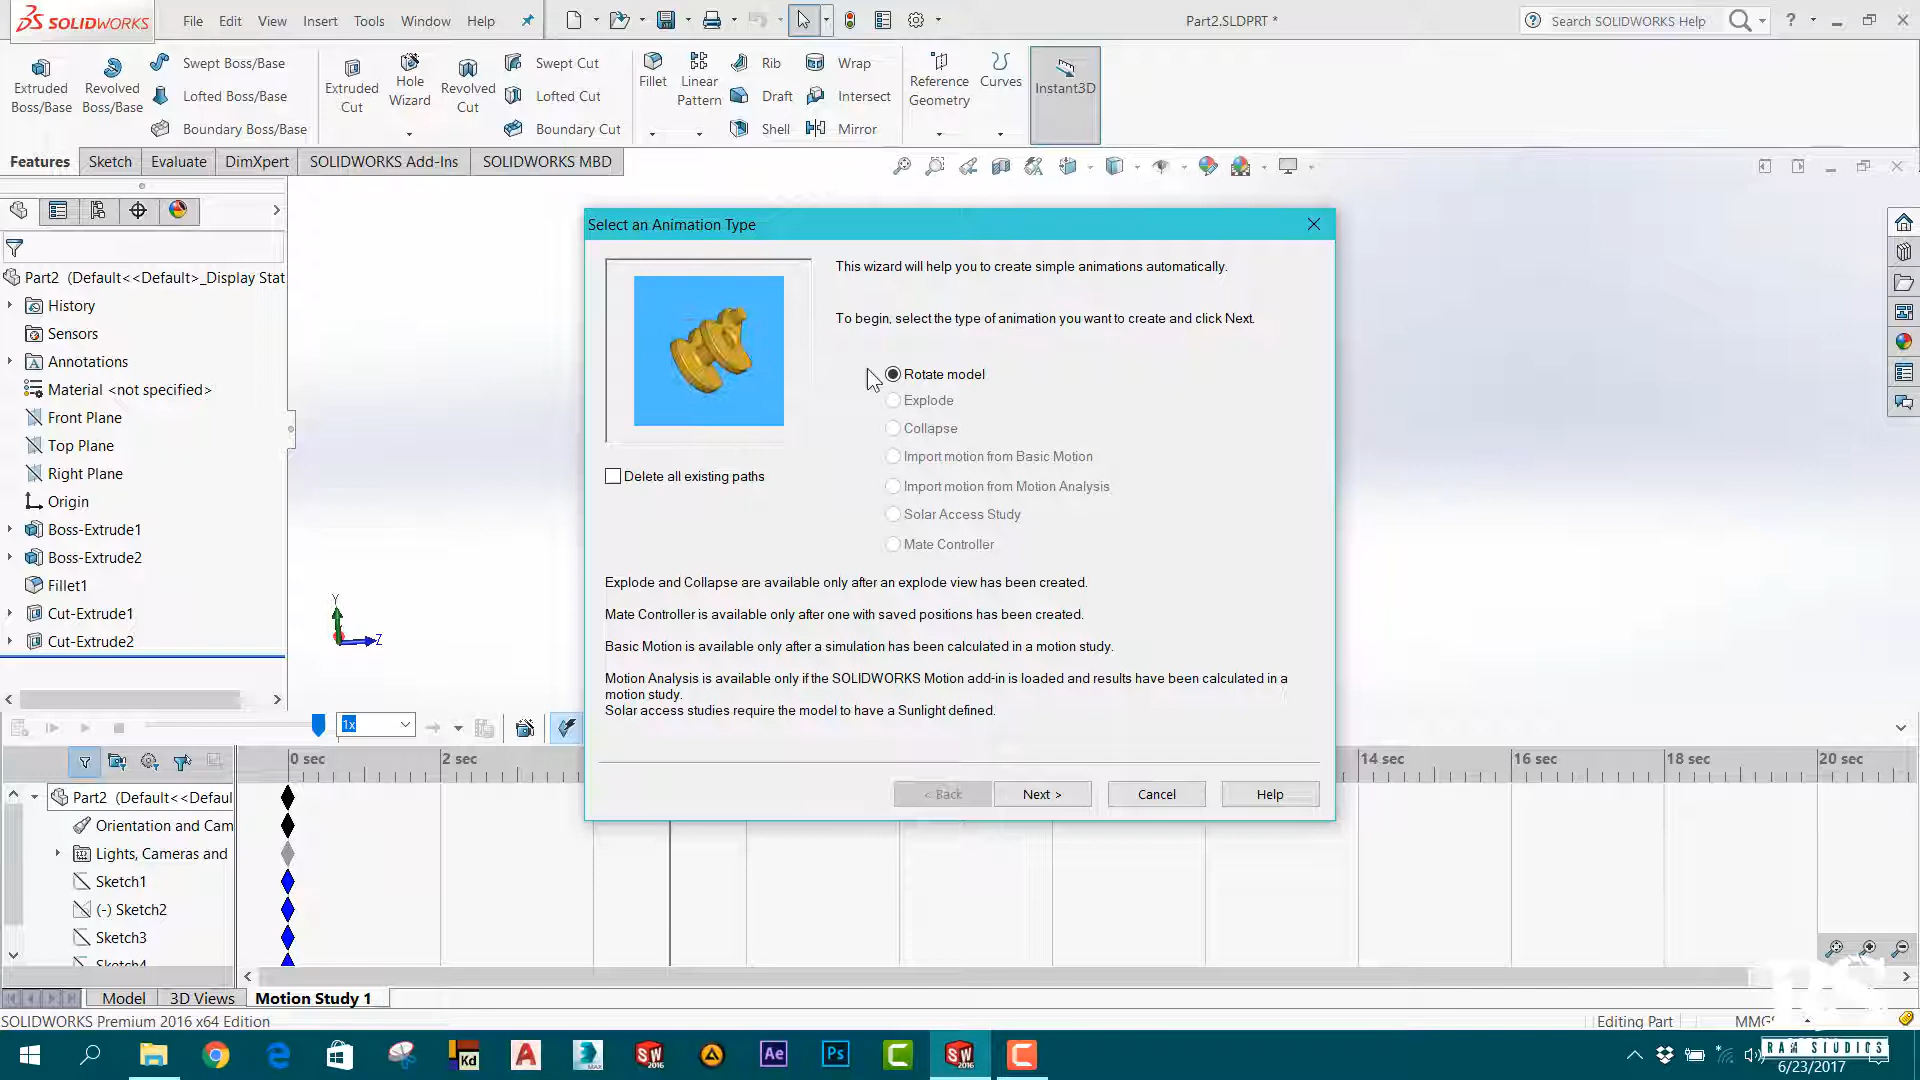 SOLIDWORKS File Edit View Insert Tools Window Help Part2.SLDPRT * Search SOLIDWORKS Help ?
Extruded Boss/Base
Revolved Boss/Base
Swept Boss/Base
Lofted Boss/Base
Boundary Boss/Base
Extruded Cut
Hole Wizard
Revolved Cut
Swept Cut
Lofted Cut
Boundary Cut
Fillet
Linear Pattern
Rib
Draft
Shell
Wrap
Intersect
Mirror
Reference Geometry
Curves
Instant3D
Features Sketch Evaluate DimXpert SOLIDWORKS Add-Ins SOLIDWORKS MBD
Part2 (Default<<Default>_Display Stat
History
Sensors
Annotations
Material <not specified>
Front Plane
Top Plane
Right Plane
Origin
Boss-Extrude1
Boss-Extrude2
Fillet1
Cut-Extrude1
Cut-Extrude2
Y
Z
Select an Animation Type
This wizard will help you to create simple animations automatically.
To begin, select the type of animation you want to create and click Next.
Rotate model
Explode
Collapse
Import motion from Basic Motion
Import motion from Motion Analysis
Solar Access Study
Mate Controller
Delete all existing paths
Explode and Collapse are available only after an explode view has been created.
Mate Controller is available only after one with saved positions has been created.
Basic Motion is available only after a simulation has been calculated in a motion study.
Motion Analysis is available only if the SOLIDWORKS Motion add-in is loaded and results have been calculated in a
motion study.
Solar access studies require the model to have a Sunlight defined.
< Back Next > Cancel Help
1x
0 sec 2 sec 14 sec 16 sec 18 sec 20 sec
Part2 (Default<<Defaul
Orientation and Cam
Lights, Cameras and
Sketch1
(-) Sketch2
Sketch3
Sketch4
Model 3D Views Motion Study 1
SOLIDWORKS Premium 2016 x64 Edition Editing Part MMGS
Kd A MAX SW 2016 Ae Ps SW 2016
RAM STUDIOS
6/23/2017